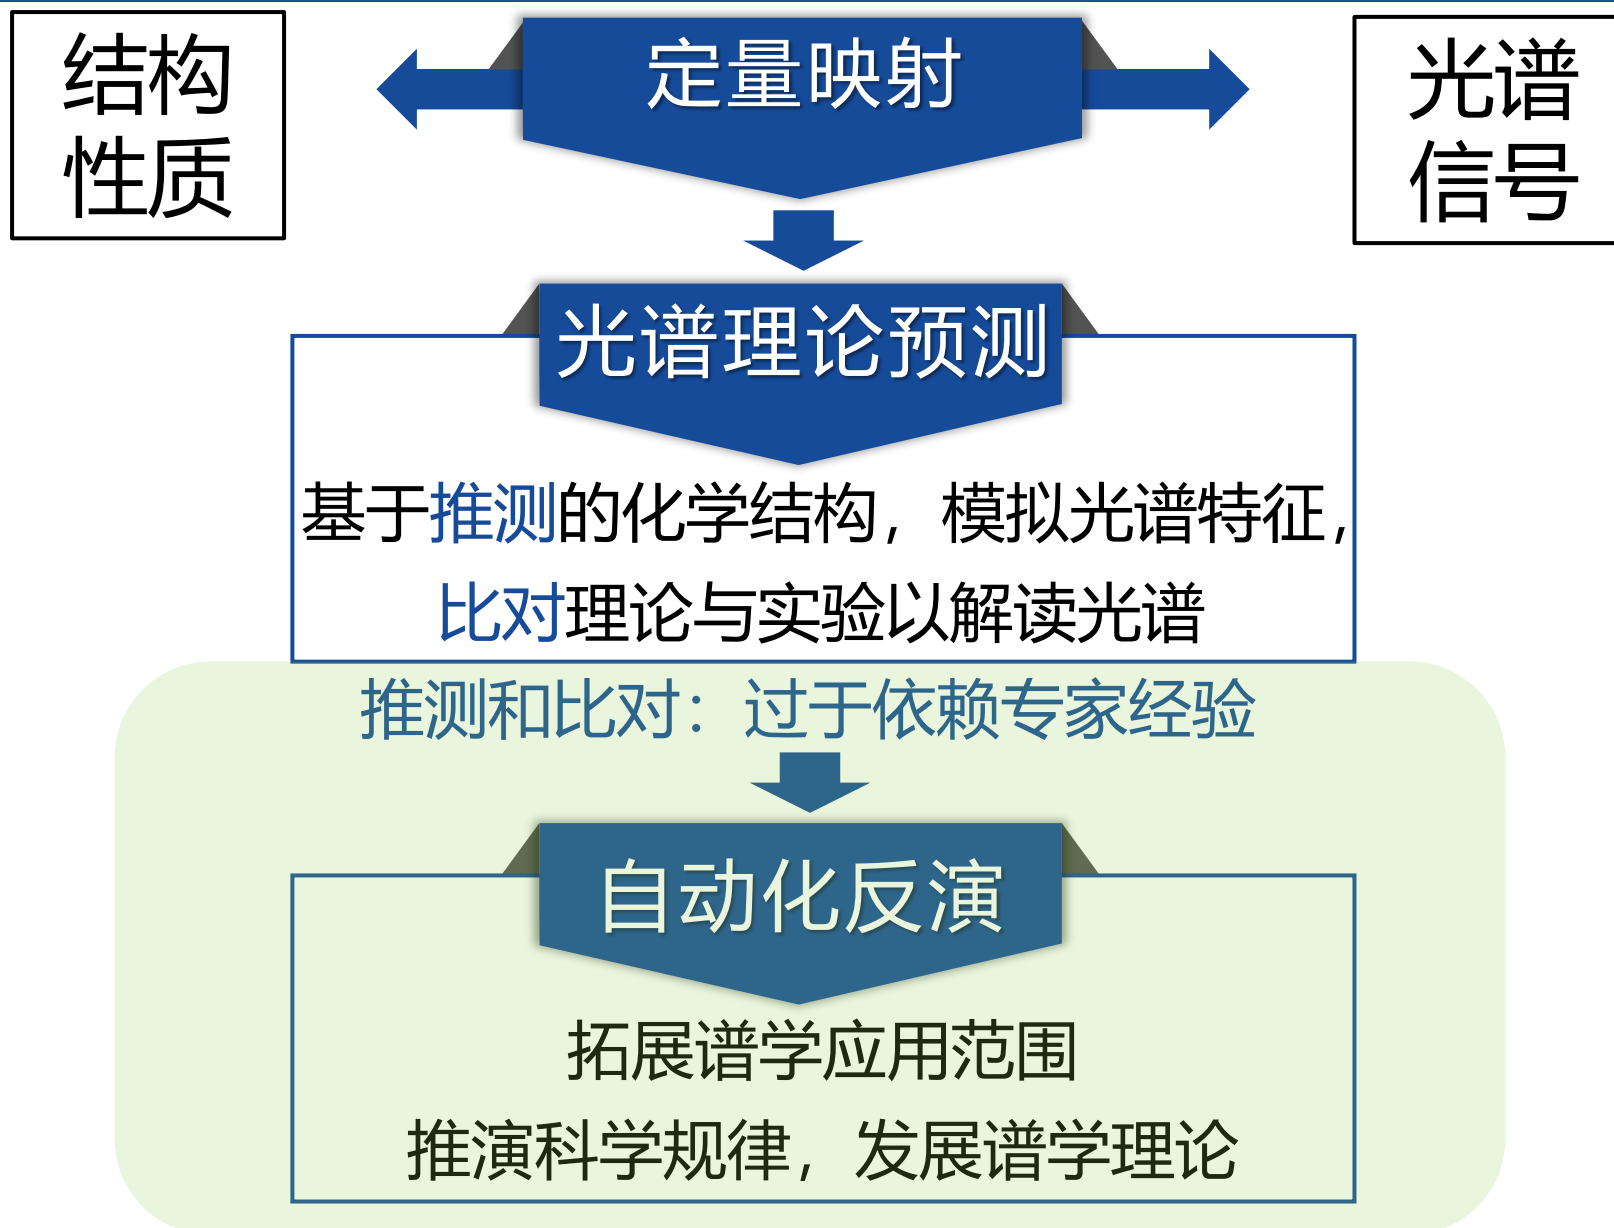 结构
性质
定量映射
光谱
信号
光谱理论预测
基于推测的化学结构，模拟光谱特征，
比对理论与实验以解读光谱
推测和比对：过于依赖专家经验
自动化反演
拓展谱学应用范围
推演科学规律，发展谱学理论